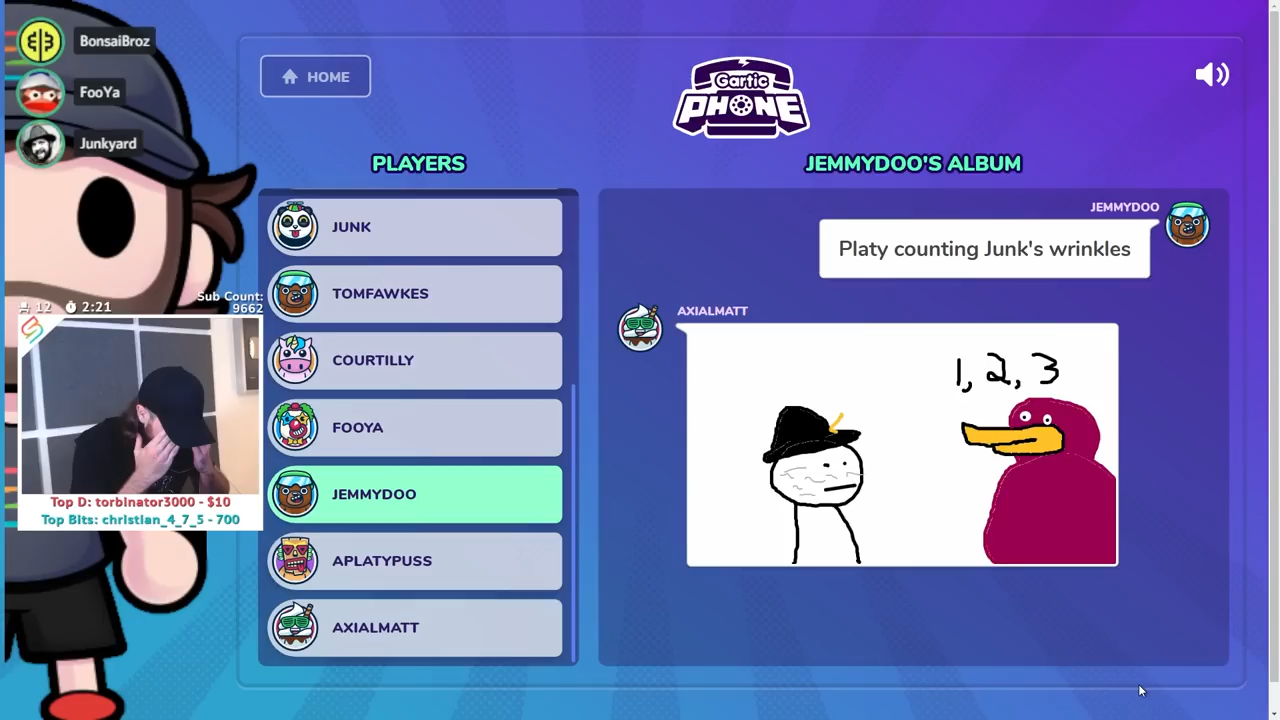 BonsaiBroz
FooYa
Junkyard
HOME
Gartic
PHONE
PLAYERS
JEMMYDOO'S ALBUM
JUNK
TOMFAWKES
COURTILLY
FOOYA
JEMMYDOO
APLATYPUSS
AXIALMATT
JEMMYDOO
Platy counting Junk's wrinkles
AXIALMATT
1, 2, 3
12
2:21
Sub Count:
9662
Top D: torbinator3000 - $10
Top Bits: christian_4_7_5 - 700